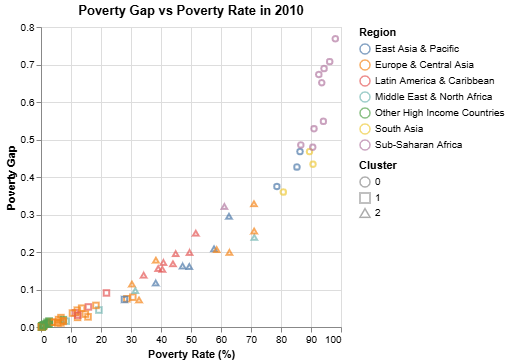 Poverty Gap vs Poverty Rate in 2010
0.8
0.7
0.6
0.5
0.4
0.3
0.2
0.1
0.0
Poverty Gap
0 10 20 30 40 50 60 70 80 90 100
Poverty Rate (%)
Region
East Asia & Pacific
Europe & Central Asia
Latin America & Caribbean
Middle East & North Africa
Other High Income Countries
South Asia
Sub-Saharan Africa
Cluster
0
1
2